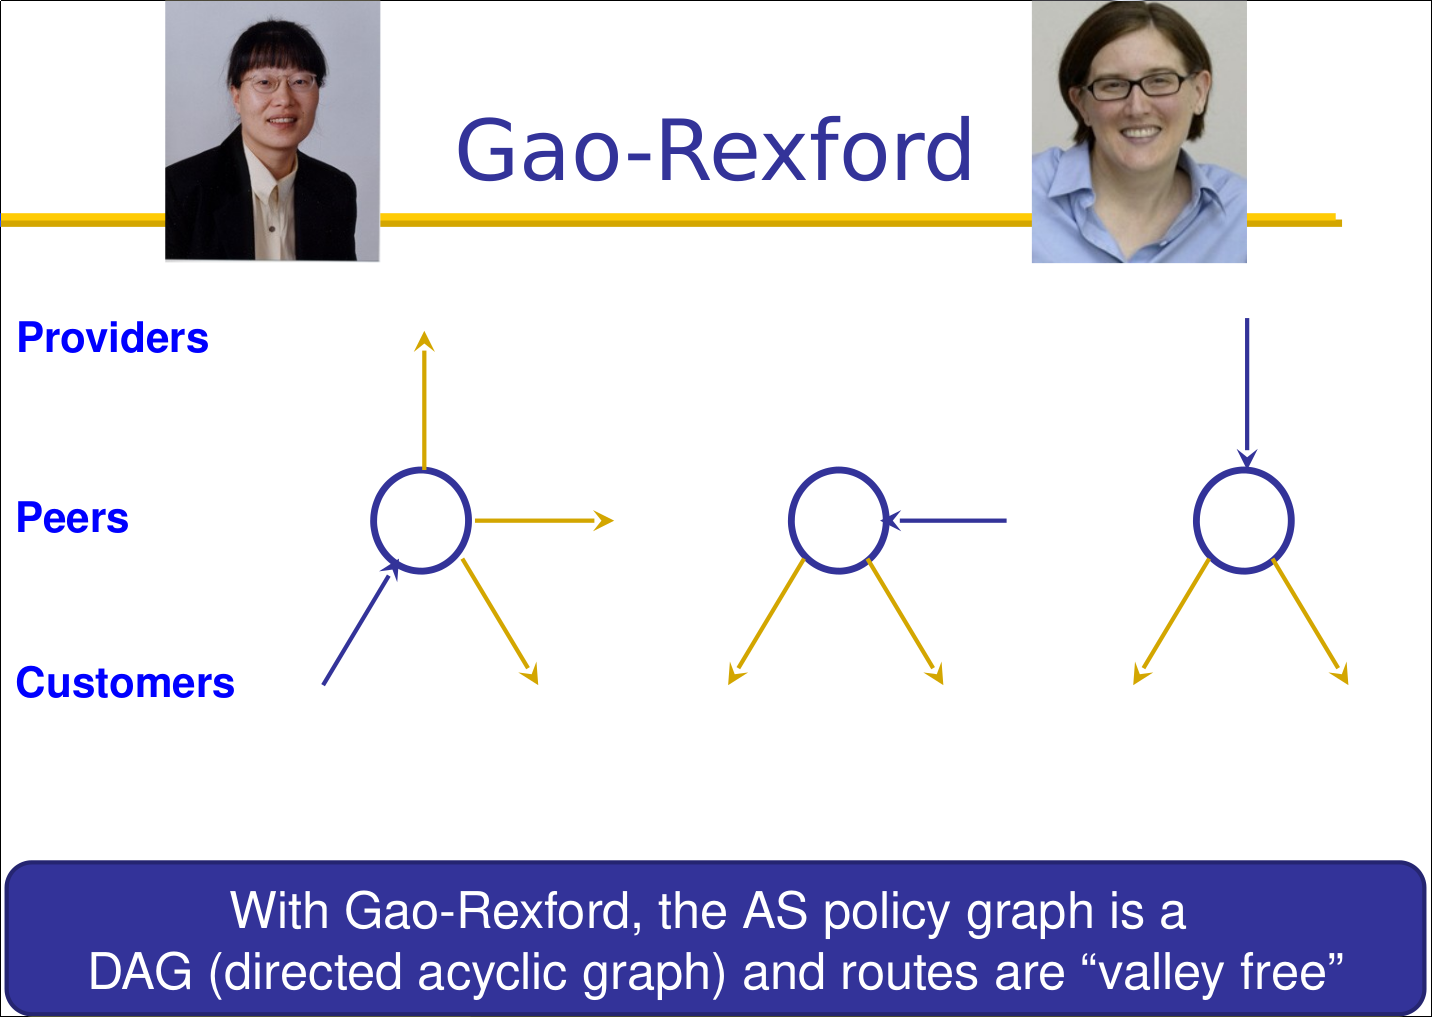 Gao-Rexford
Providers
Peers
Customers
With Gao-Rexford, the AS policy graph is a
DAG (directed acyclic graph) and routes are “valley free”